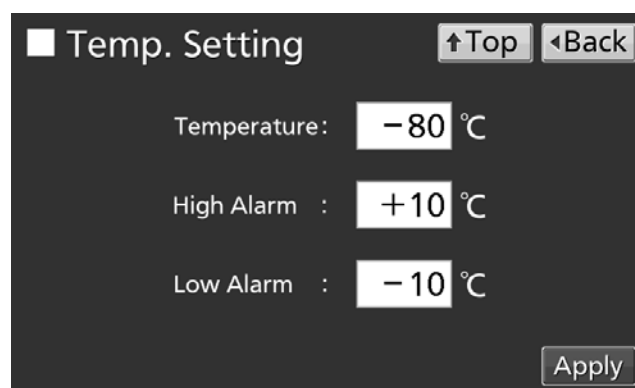 Temp. Setting
↑Top ◂Back
Temperature: −80 ℃
High Alarm : +10 ℃
Low Alarm : −10 ℃
Apply